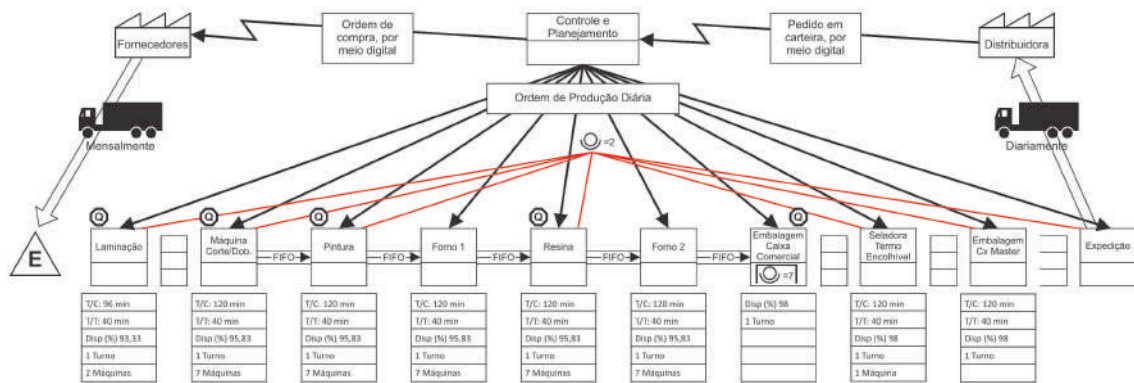 Fornecedores
Ordem de
compra, por
meio digital
Controle e
Planejamento
Pedido em
carteira, por
meio digital
Distribuidora
Ordem de Produção Diária
Mensalmente
=2
Diariamente
E
Q
Laminação
Q
Máquina
Corte/Dob.
FIFO
Q
Pintura
FIFO
Forno 1
FIFO
Q
Resina
FIFO
Forno 2
FIFO
Q
Embalagem
Caixa
Comercial
=7
Seladora
Termo
Encolhível
Embalagem
Cx Master
Expedição
T/C: 96 min
T/T: 40 min
Disp (%) 93,33
1 Turno
2 Máquinas
T/C: 120 min
T/T: 40 min
Disp (%) 95,83
1 Turno
7 Máquinas
T/C: 120 min
T/T: 40 min
Disp (%) 95,83
1 Turno
7 Máquinas
T/C: 120 min
T/T: 40 min
Disp (%) 95,83
1 Turno
7 Máquinas
T/C: 120 min
T/T: 40 min
Disp (%) 95,83
1 Turno
7 Máquinas
T/C: 120 min
T/T: 40 min
Disp (%) 95,83
1 Turno
7 Máquinas
Disp (%) 98
1 Turno
T/C: 120 min
T/T: 40 min
Disp (%) 98
1 Turno
1 Máquina
T/C: 120 min
T/T: 40 min
Disp (%) 98
1 Turno